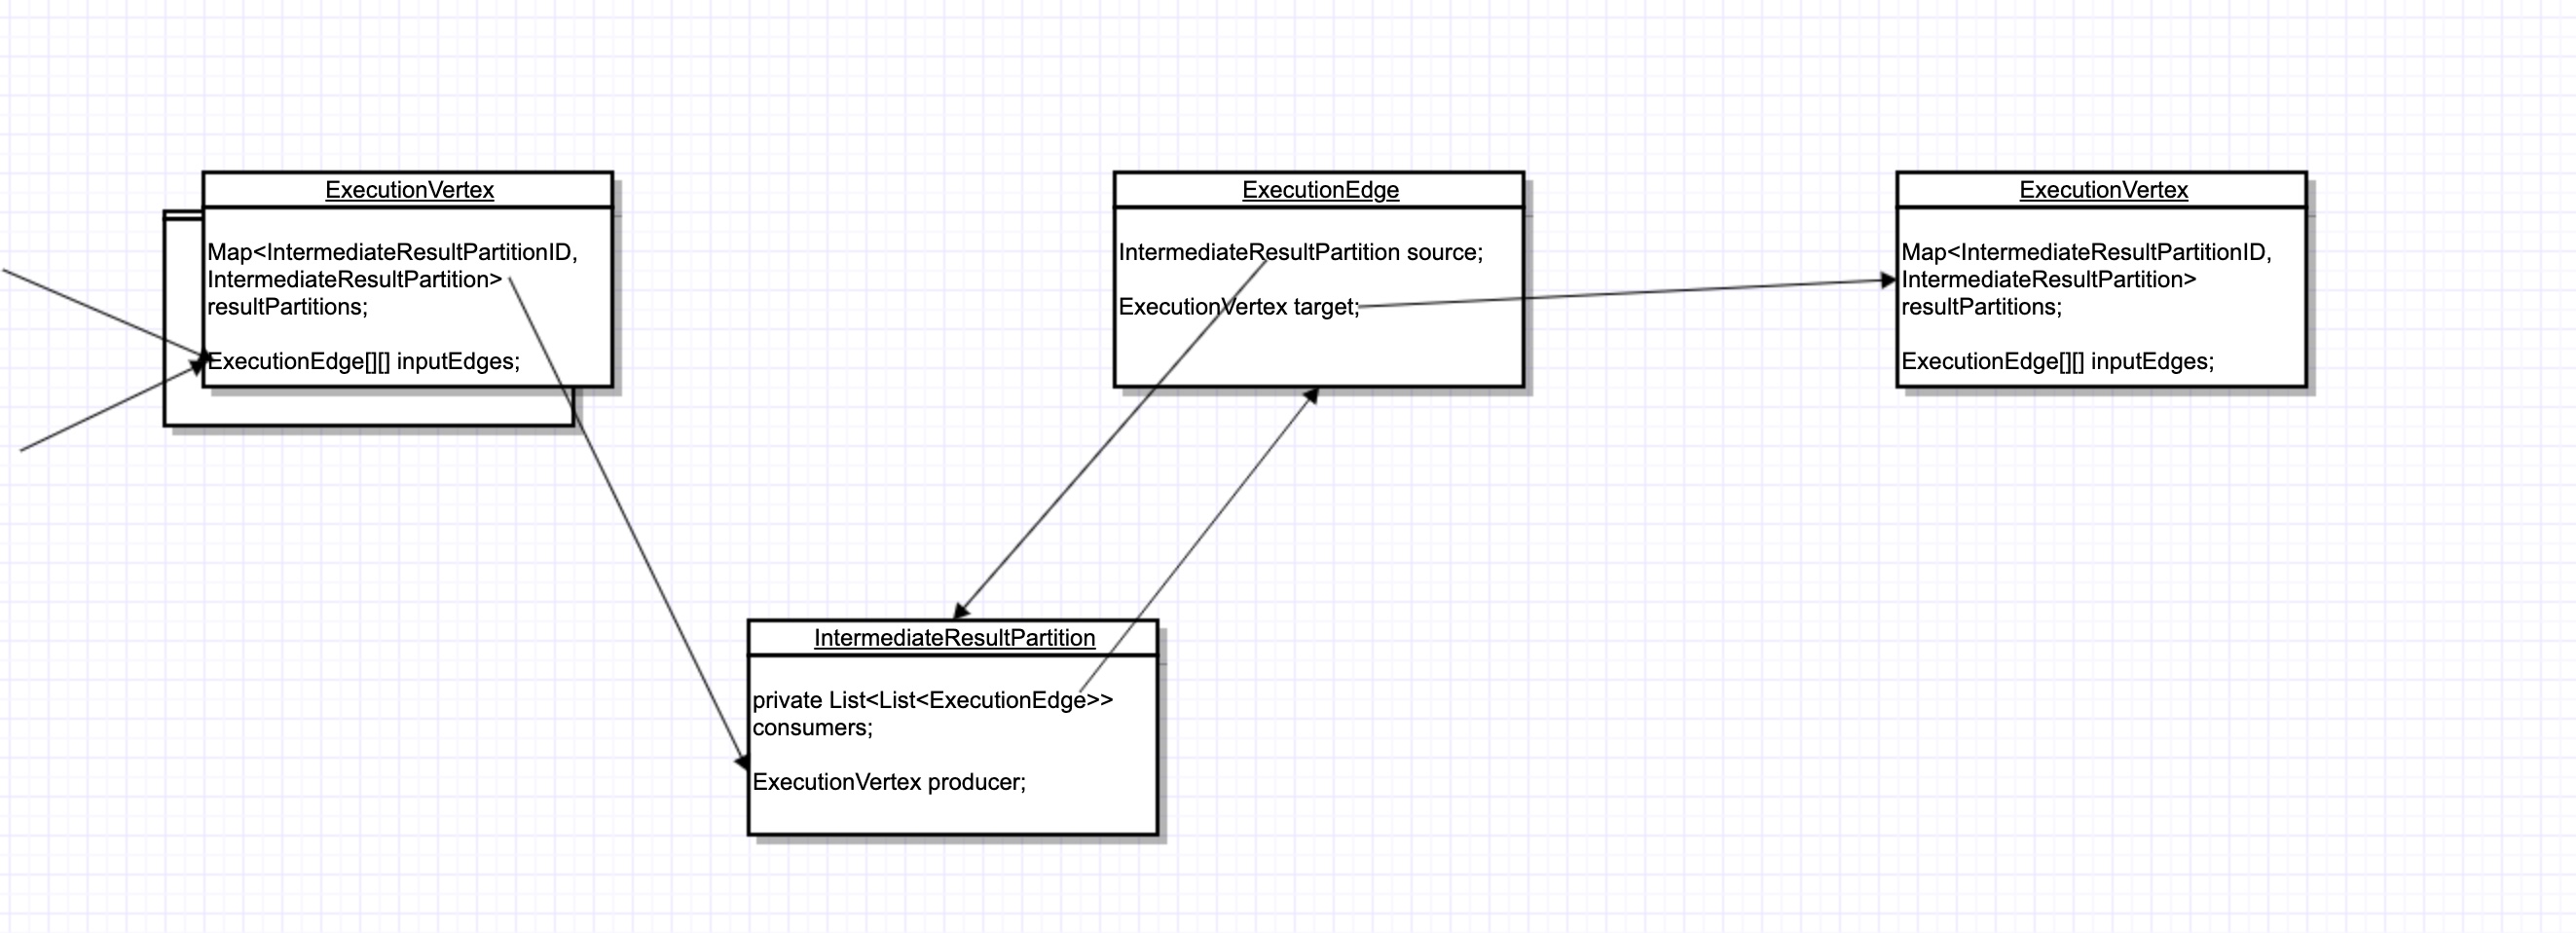 ExecutionVertex
Map<IntermediateResultPartitionID,
IntermediateResultPartition>
resultPartitions;
ExecutionEdge[][] inputEdges;
ExecutionEdge
IntermediateResultPartition source;
ExecutionVertex target;
ExecutionVertex
Map<IntermediateResultPartitionID,
IntermediateResultPartition>
resultPartitions;
ExecutionEdge[][] inputEdges;
IntermediateResultPartition
private List<List<ExecutionEdge>>
consumers;
ExecutionVertex producer;